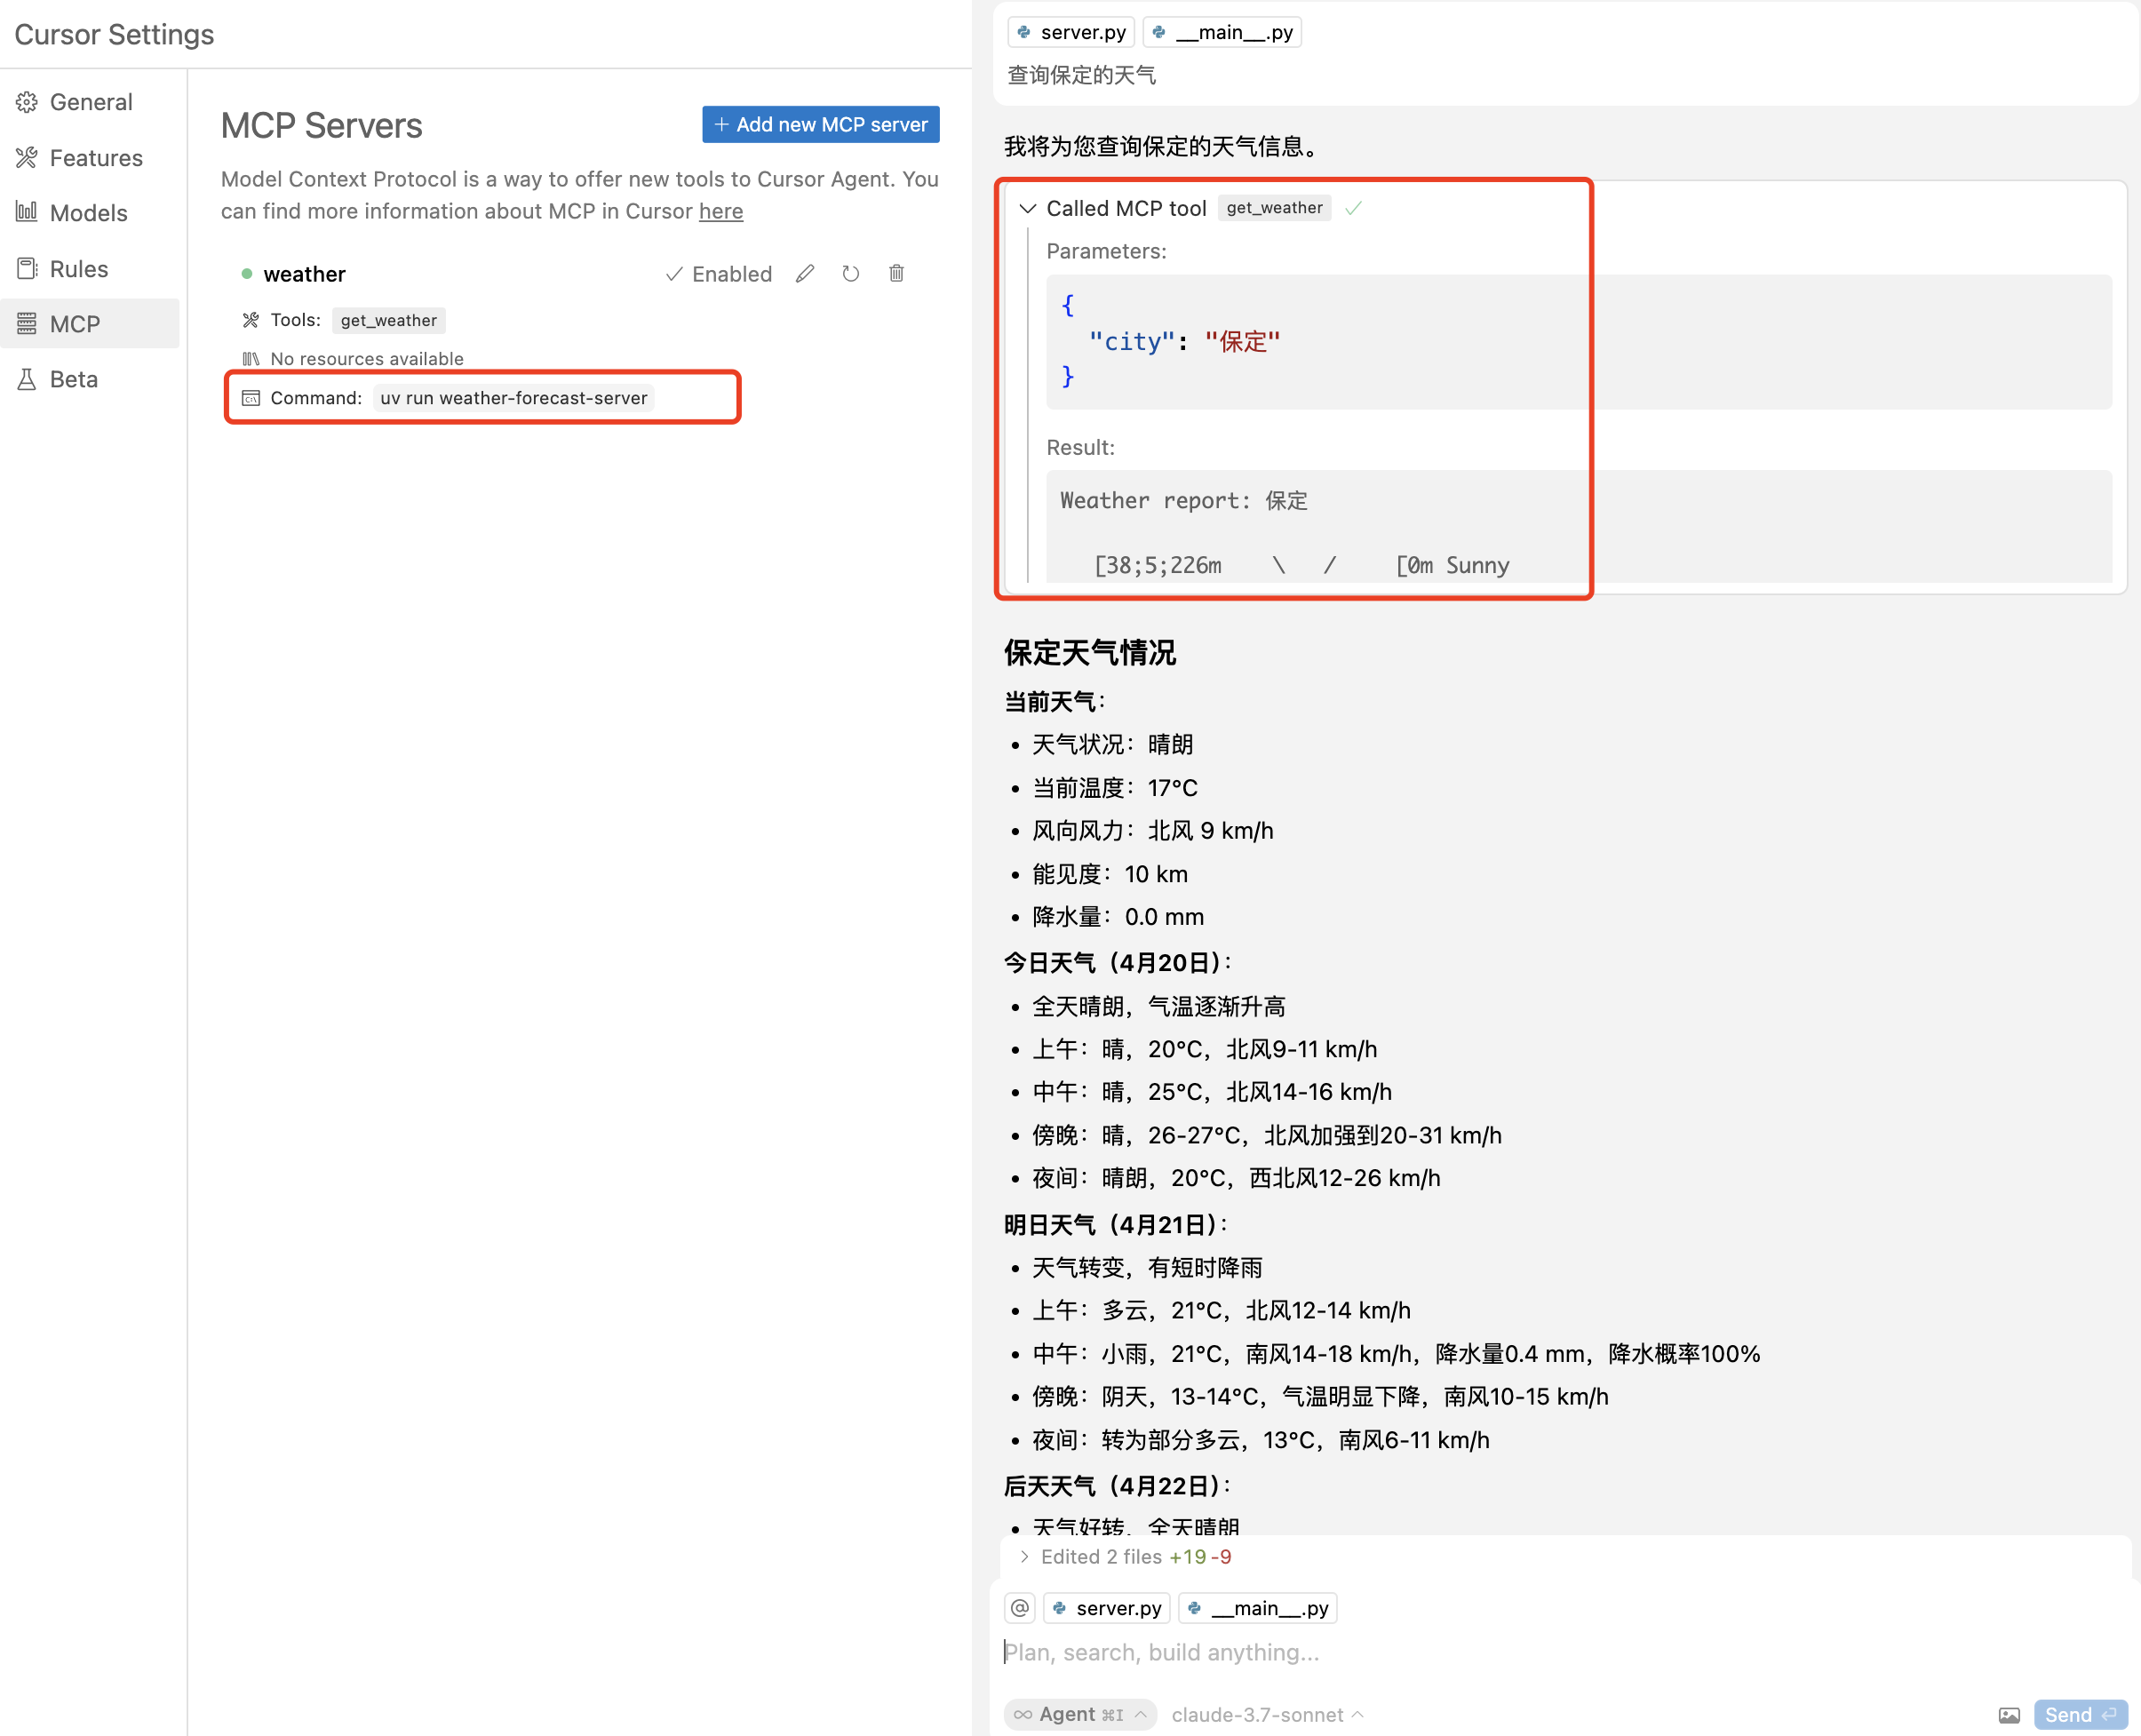 Cursor Settings
General
Features
Models
Rules
MCP
Beta
MCP Servers
+ Add new MCP server
Model Context Protocol is a way to offer new tools to Cursor Agent. You
can find more information about MCP in Cursor here
weather
Enabled
Tools: get_weather
No resources available
Command: uv run weather-forecast-server
server.py __main__.py
查询保定的天气
我将为您查询保定的天气信息。
Called MCP tool get_weather
Parameters:
{
"city": "保定"
}
Result:
Weather report: 保定
[38;5;226m \ / [0m Sunny
保定天气情况
当前天气：
• 天气状况：晴朗
• 当前温度：17°C
• 风向风力：北风 9 km/h
• 能见度：10 km
• 降水量：0.0 mm
今日天气（4月20日）：
• 全天晴朗，气温逐渐升高
• 上午：晴，20°C，北风9-11 km/h
• 中午：晴，25°C，北风14-16 km/h
• 傍晚：晴，26-27°C，北风加强到20-31 km/h
• 夜间：晴朗，20°C，西北风12-26 km/h
明日天气（4月21日）：
• 天气转变，有短时降雨
• 上午：多云，21°C，北风12-14 km/h
• 中午：小雨，21°C，南风14-18 km/h，降水量0.4 mm，降水概率100%
• 傍晚：阴天，13-14°C，气温明显下降，南风10-15 km/h
• 夜间：转为部分多云，13°C，南风6-11 km/h
后天天气（4月22日）：
• 天气好转，全天晴朗
Edited 2 files +19 -9
@ server.py __main__.py
Plan, search, build anything...
Agent ⌘I claude-3.7-sonnet
Send